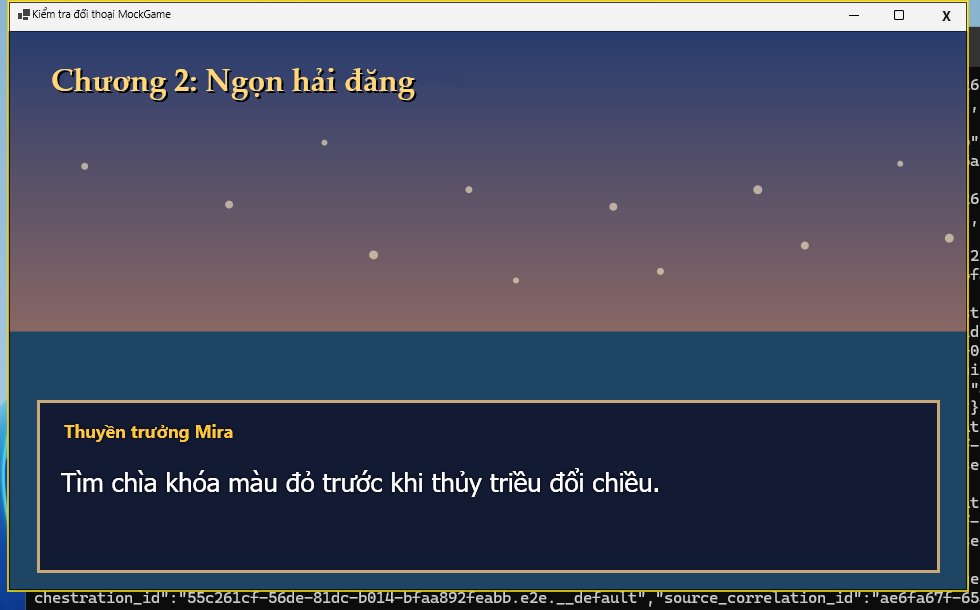 Kiểm tra đối thoại MockGame
Chương 2: Ngọn hải đăng
Thuyền trưởng Mira
Tìm chìa khóa màu đỏ trước khi thủy triều đổi chiều.
chestration_id":"55c261cf-56de-81dc-b014-bfaa892feabb.e2e.__default","source_correlation_id":"ae6fa67f-6